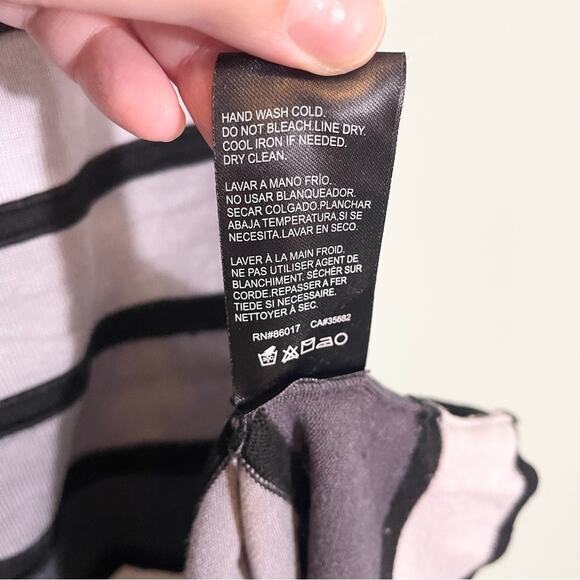 HAND WASH COLD.
DO NOT BLEACH.LINE DRY.
COOL IRON IF NEEDED.
DRY CLEAN.
LAVAR A MANO FRÍO.
NO USAR BLANQUEADOR.
SECAR COLGADO.PLANCHAR
ABAJA TEMPERATURA,SI SE
NECESITA.LAVAR EN SECO.
LAVER À LA MAIN FROID.
NE PAS UTILISER AGENT DE
BLANCHIMENT. SÉCHÉR SUR
CORDE.REPASSER A FER
TIEDE SI NECESSAIRE.
NETTOYER À SEC.
RN#86017 CA#35682